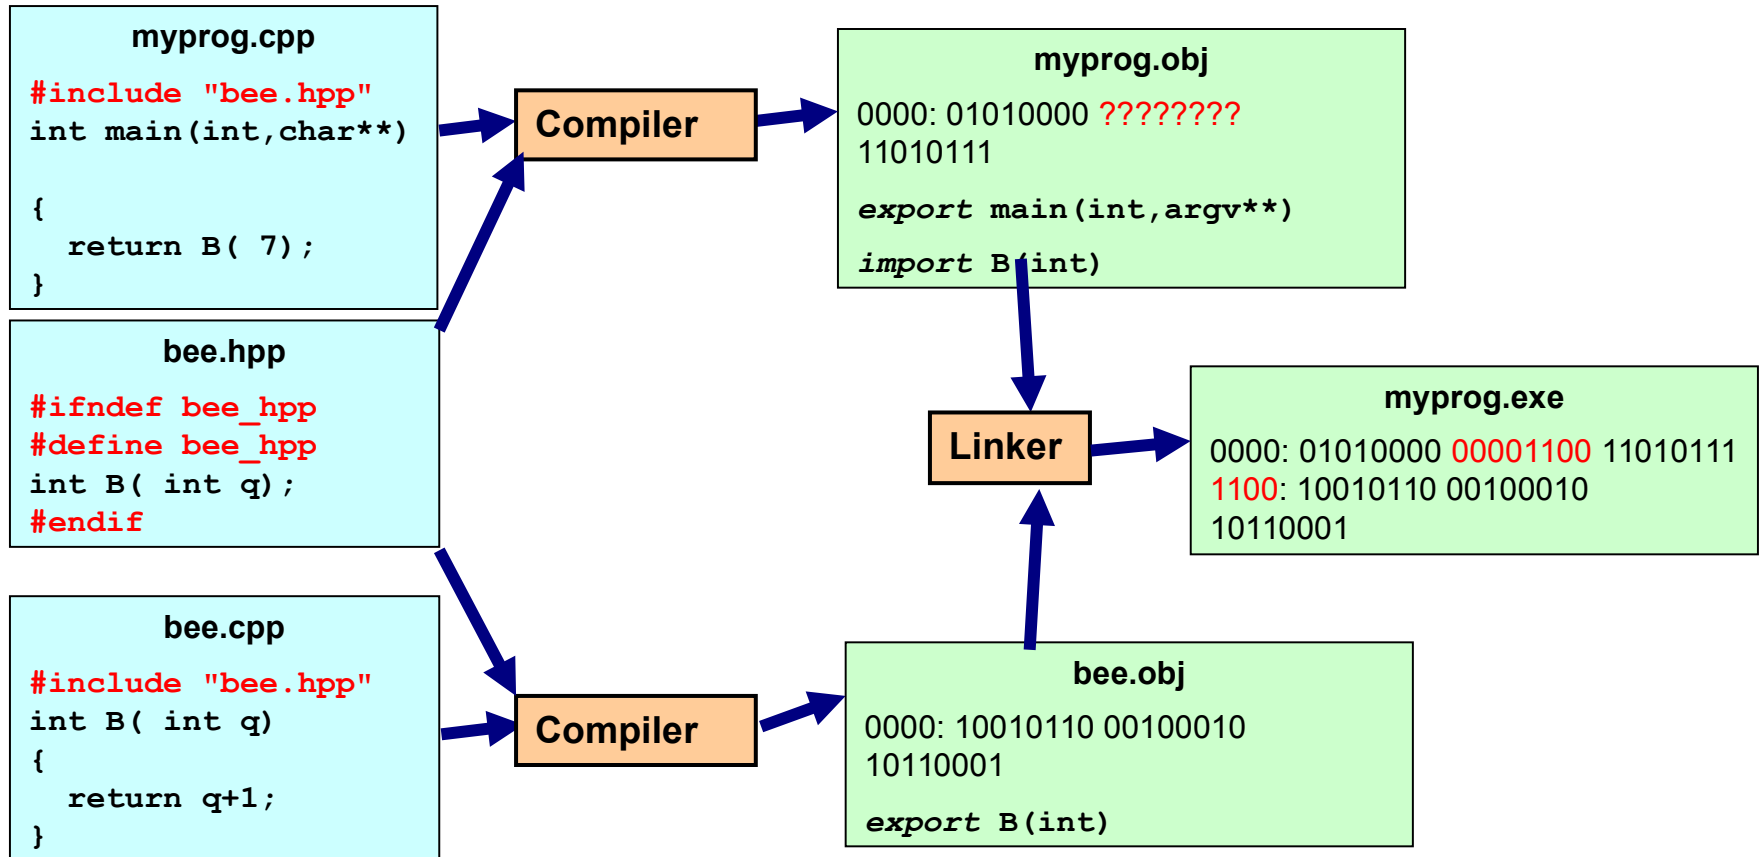 myprog.cpp
#include "bee.hpp"
int main(int,char**)
{
  return B( 7);
}
bee.hpp
#ifndef bee_hpp
#define bee_hpp
int B( int q);
#endif
bee.cpp
#include "bee.hpp"
int B( int q)
{
  return q+1;
}
Compiler
Compiler
myprog.obj
0000: 01010000 ????????
11010111
export main(int,argv**)
import B(int)
bee.obj
0000: 10010110 00100010
10110001
export B(int)
Linker
myprog.exe
0000: 01010000 00001100 11010111
1100: 10010110 00100010
10110001